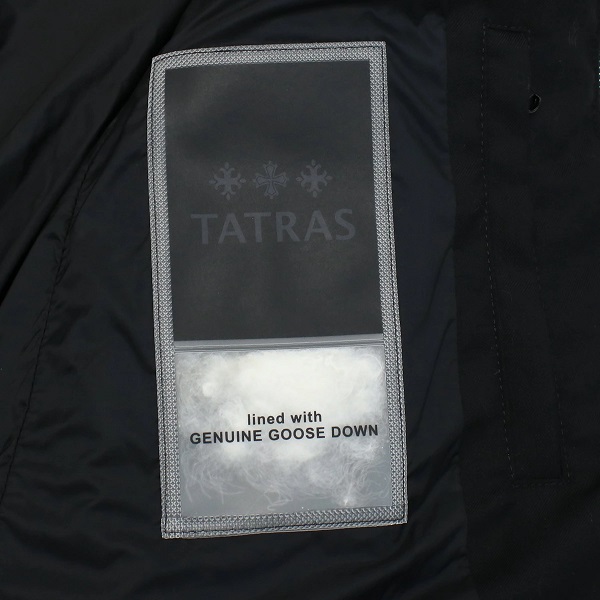 TATRAS
lined with
GENUINE GOOSE DOWN